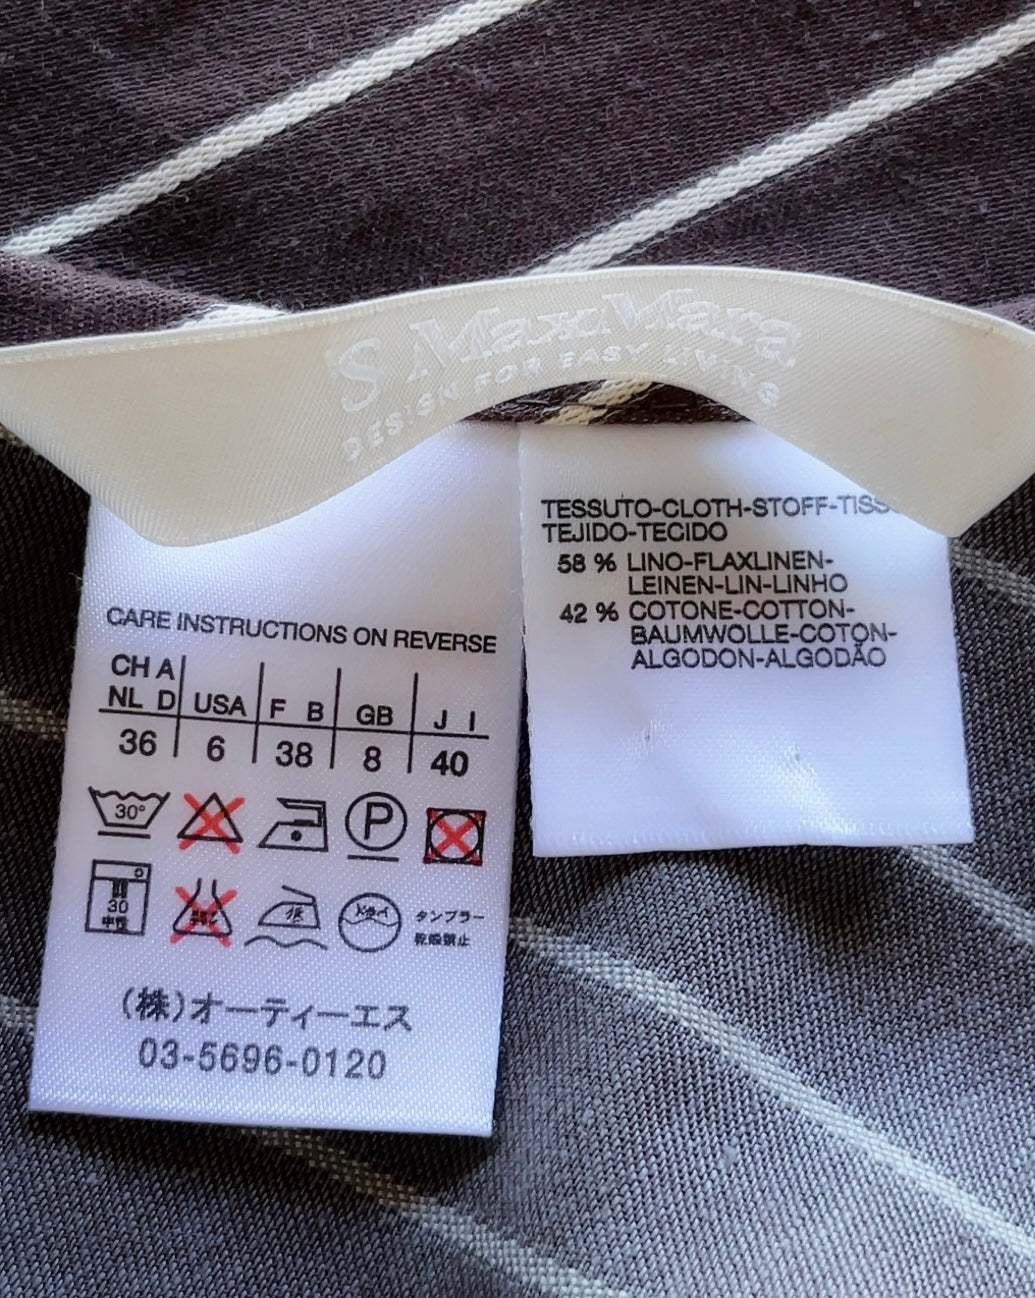 'S MaxMara
DESIGN FOR EASY LIVING
CARE INSTRUCTIONS ON REVERSE
CH A
NL D USA F B GB J I
36 6 38 8 40
30° P
30
中性
ドライ
タンブラー
乾燥禁止
(株)オーティーエス
03-5696-0120
TESSUTO-CLOTH-STOFF-
TEJIDO-TECIDO
58 % LINO-FLAXLINEN-
LEINEN-LIN-LINHO
42 % COTONE-COTTON-
BAUMWOLLE-COTON-
ALGODON-ALGODÃO